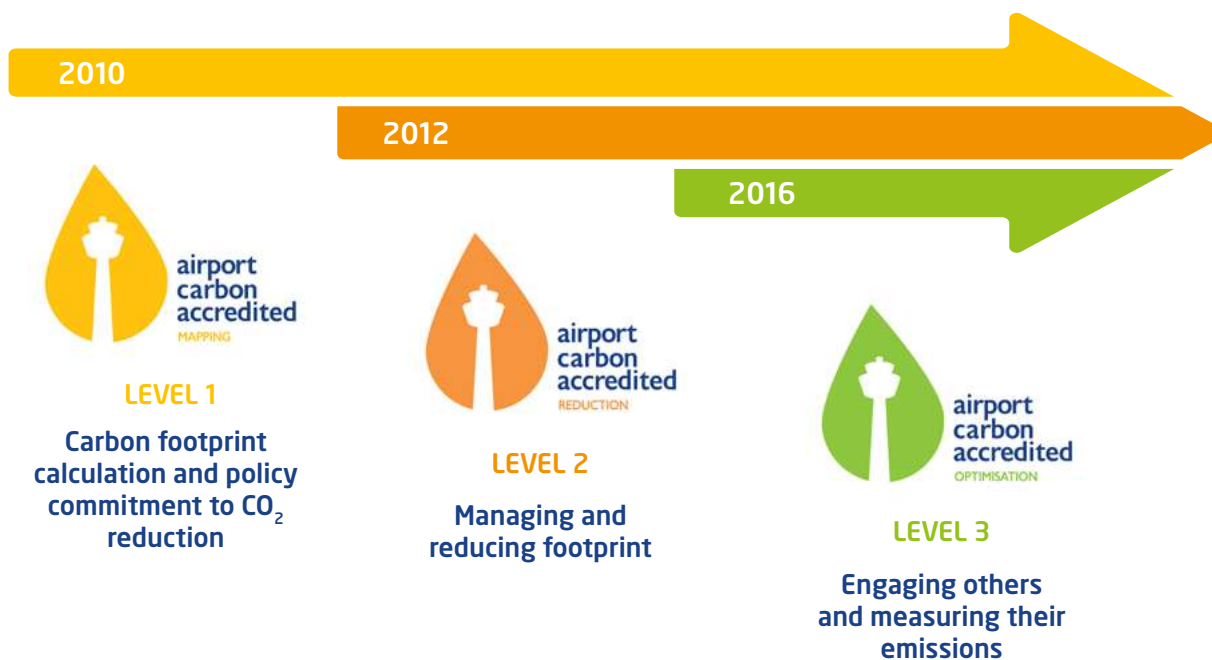 2010
2012
2016
airport
carbon
accredited
MAPPING
LEVEL 1
Carbon footprint
calculation and policy
commitment to CO₂
reduction
airport
carbon
accredited
REDUCTION
LEVEL 2
Managing and
reducing footprint
airport
carbon
accredited
OPTIMISATION
LEVEL 3
Engaging others
and measuring their
emissions